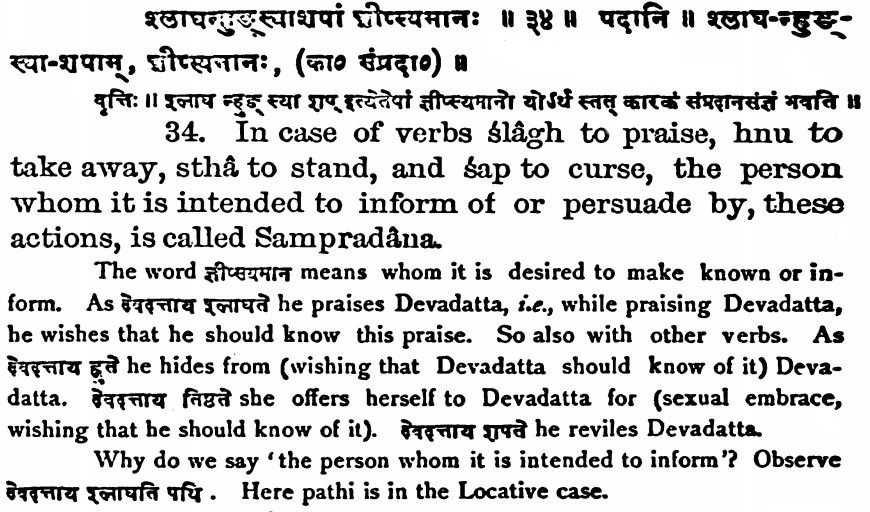 श्लाघन्हुङ्स्थाशपां ज्ञीप्स्यमानः ॥ ३४ ॥ पदानि ॥ श्लाघ-न्हुङ्-
स्था-शपाम्, ज्ञीप्स्यमानः, (का० संप्रदा०) ॥
वृत्तिः ॥ श्लाघ न्हुङ् स्था शप् इत्येतेषां ज्ञीप्स्यमानो योऽर्थ स्तत् कारकं संप्रदानसंज्ञं भवति ॥
34. In case of verbs ślâgh to praise, hnu to
take away, sthâ to stand, and śap to curse, the person
whom it is intended to inform of or persuade by, these
actions, is called Sampradâna.
The word ज्ञीप्स्यमान means whom it is desired to make known or in-
form. As देवदत्ताय श्लाघते he praises Devadatta, i.e., while praising Devadatta,
he wishes that he should know this praise. So also with other verbs. As
देवदत्ताय ह्नुते he hides from (wishing that Devadatta should know of it) Deva-
datta. देवदत्ताय तिष्ठते she offers herself to Devadatta for (sexual embrace,
wishing that he should know of it). देवदत्ताय शपते he reviles Devadatta.
Why do we say 'the person whom it is intended to inform'? Observe
देवदत्ताय श्लाघति पथि . Here pathi is in the Locative case.